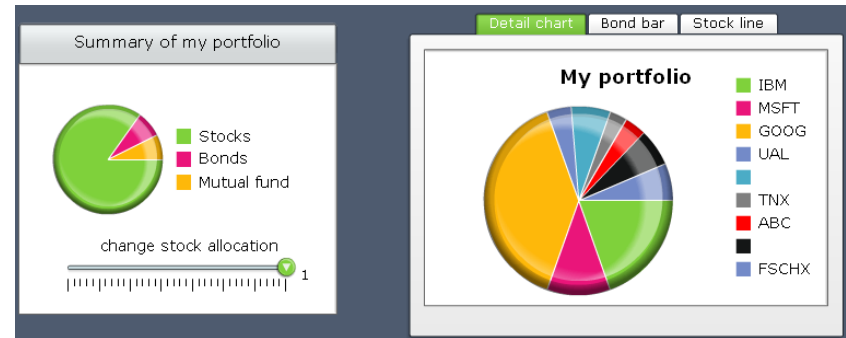 Summary of my portfolio
Stocks
Bonds
Mutual fund
change stock allocation
1
Detail chart
Bond bar
Stock line
My portfolio
IBM
MSFT
GOOG
UAL
TNX
ABC
FSCHX